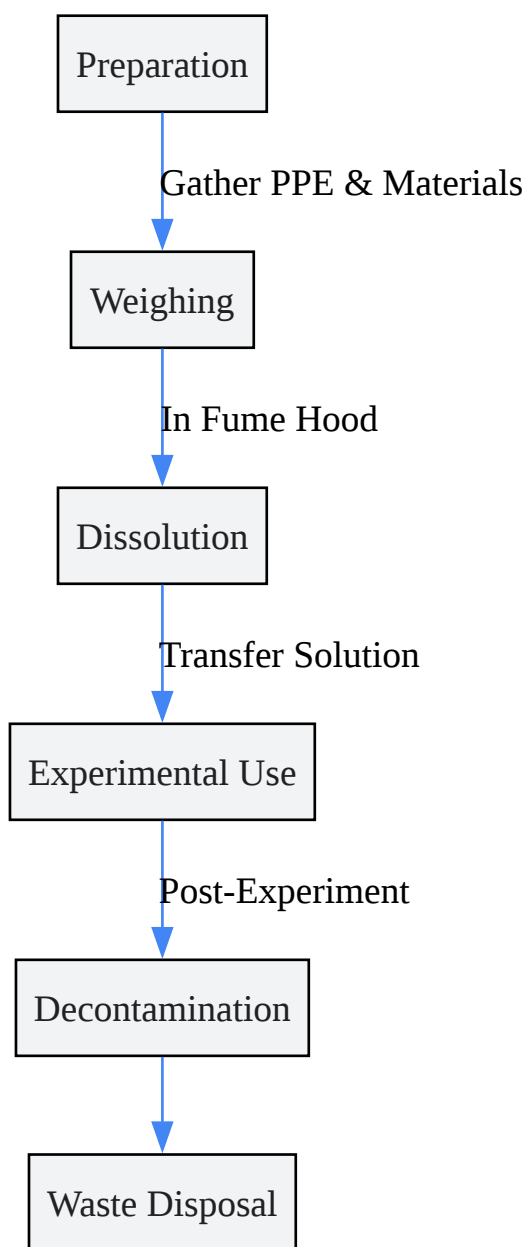 Preparation
Gather PPE & Materials
Weighing
In Fume Hood
Dissolution
Transfer Solution
Experimental Use
Post-Experiment
Decontamination
Waste Disposal